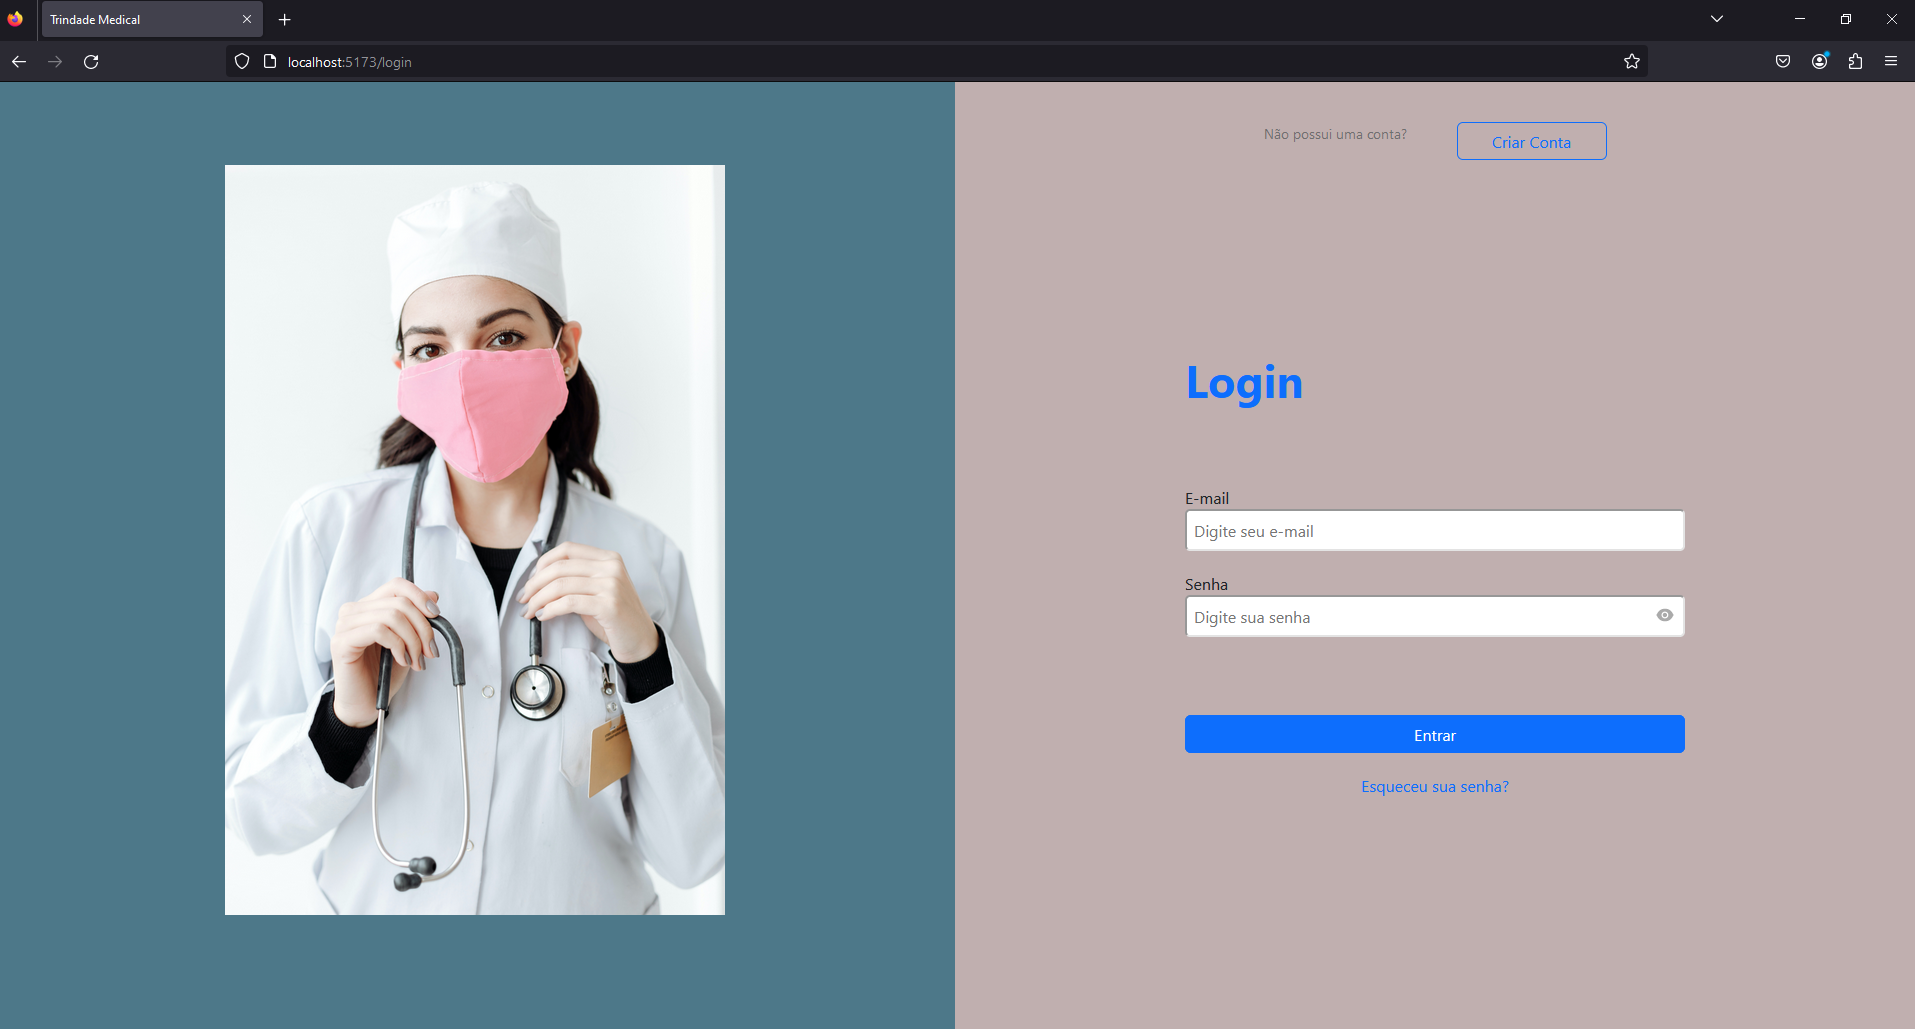 Trindade Medical
localhost:5173/login
Não possui uma conta?
Criar Conta
Login
E-mail
Digite seu e-mail
Senha
Digite sua senha
Entrar
Esqueceu sua senha?